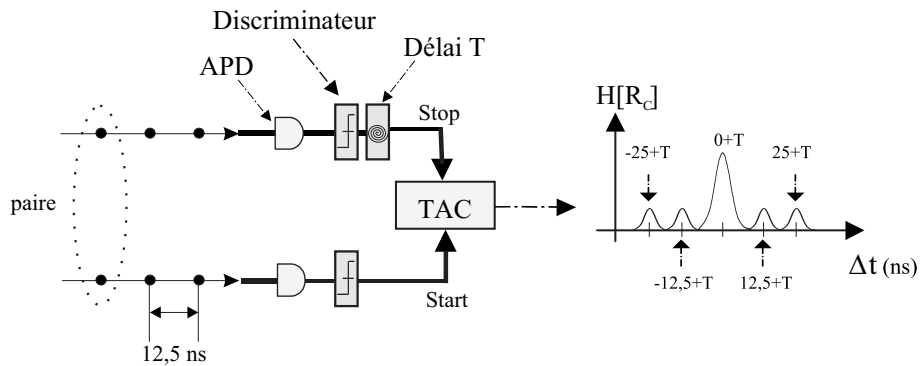 Discriminateur
Délai T
APD
Stop
paire
TAC
Start
12,5 ns
H[R_C]
0+T
-25+T
25+T
-12,5+T
12,5+T
Δt (ns)